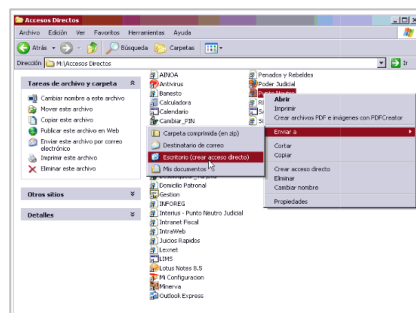 Accesos Directos
Archivo Edición Ver Favoritos Herramientas Ayuda
Atrás Búsqueda Carpetas
Dirección M:\Accesos Directos Ir
Tareas de archivo y carpeta
Cambiar nombre a este archivo
Mover este archivo
Copiar este archivo
Publicar este archivo en Web
Enviar este archivo por correo electrónico
Imprimir este archivo
Eliminar este archivo
Otros sitios
Detalles
AINOA
Antivirus
Banesto
Calculadora
Calendario
Cambiar_PIN
Domicilio Patronal
Gestion
INFOREG
Interius - Punto Neutro Judicial
Intranet Fiscal
IntraWeb
Juicios Rapidos
Lexnet
LIMS
Lotus Notes 8.5
Mi Configuracion
Minerva
Outlook Express
Penados y Rebeldes
Poder Judicial
Abrir
Imprimir
Crear archivos PDF e imágenes con PDFCreator
Enviar a
Cortar
Copiar
Crear acceso directo
Eliminar
Cambiar nombre
Propiedades
Carpeta comprimida (en zip)
Destinatario de correo
Escritorio (crear acceso directo)
Mis documentos